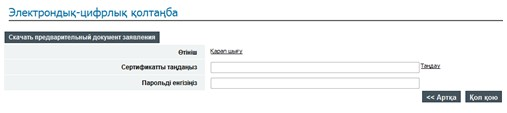 Электрондық-цифрлық қолтаңба
Скачать предварительный документ заявления
Өтініш Қарап шығу
Сертификатты таңдаңыз Таңдау
Парольді енгізіңіз
<< Артқа Қол қою